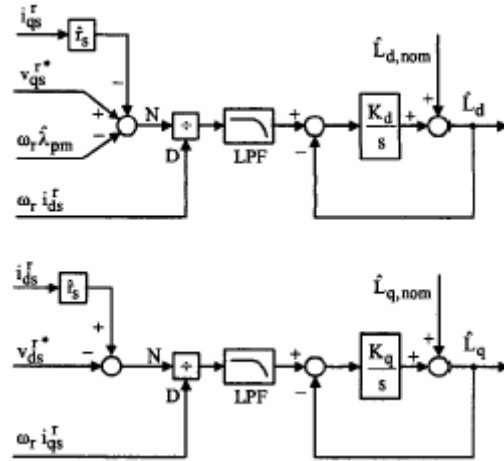 i_qs^r
r̂_s
v_qs^r*
−
+
−
N
÷
D
ω_r λ̂_pm
ω_r i_ds^r
LPF
+
−
K_d
s
L̂_d,nom
+
+
L̂_d
i_ds^r
r̂_s
+
v_ds^r*
−
N
÷
D
ω_r i_qs^r
LPF
+
−
K_q
s
L̂_q,nom
+
+
L̂_q